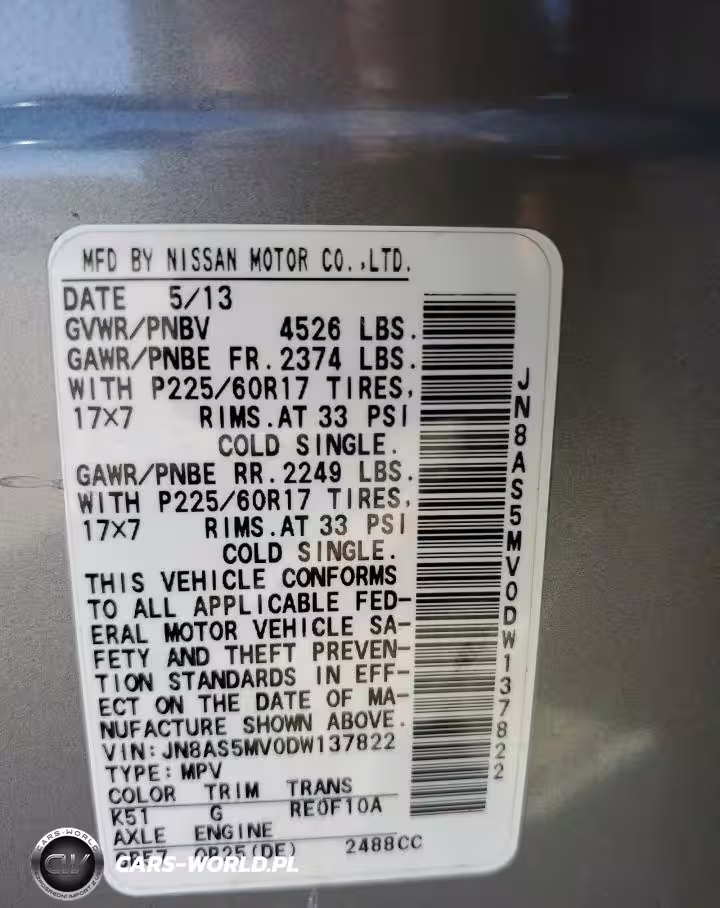 MFD BY NISSAN MOTOR CO.,LTD.
DATE 5/13
GVWR/PNBV 4526 LBS.
GAWR/PNBE FR. 2374 LBS.
WITH P225/60R17 TIRES,
17×7 RIMS.AT 33 PSI
COLD SINGLE.
GAWR/PNBE RR. 2249 LBS.
WITH P225/60R17 TIRES,
17×7 RIMS.AT 33 PSI
COLD SINGLE.
THIS VEHICLE CONFORMS
TO ALL APPLICABLE FED-
ERAL MOTOR VEHICLE SA-
FETY AND THEFT PREVEN-
TION STANDARDS IN EFF-
ECT ON THE DATE OF MA-
NUFACTURE SHOWN ABOVE.
VIN: JN8AS5MV0DW137822
TYPE: MPV
COLOR TRIM TRANS
K51 G RE0F10A
AXLE ENGINE
QR25(DE) 2488CC
JN8AS5MV0DW137822
CARS-WORLD
CW
CARS-WORLD.PL